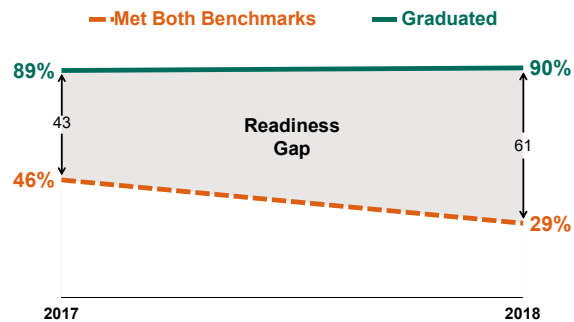 Met Both Benchmarks Graduated
89% 90%
43
Readiness
Gap
61
46%
29%
2017 2018